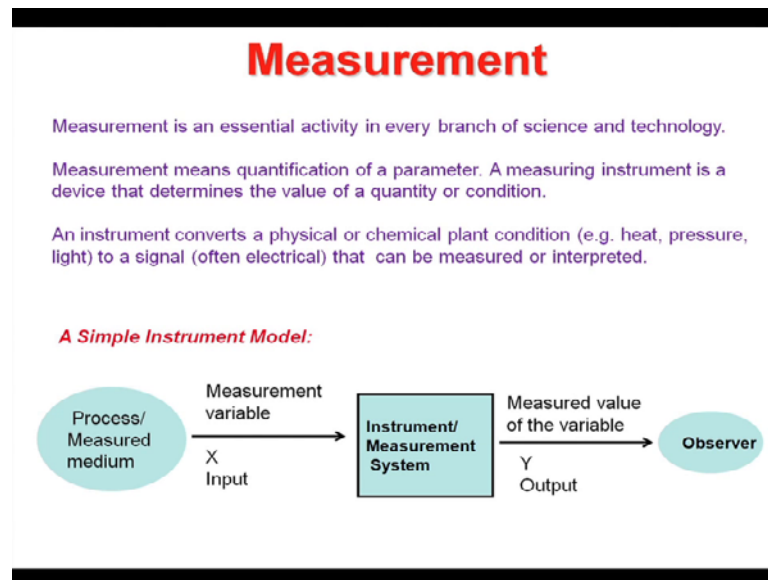 Measurement
Measurement is an essential activity in every branch of science and technology.
Measurement means quantification of a parameter. A measuring instrument is a
device that determines the value of a quantity or condition.
An instrument converts a physical or chemical plant condition (e.g. heat, pressure,
light) to a signal (often electrical) that can be measured or interpreted.
A Simple Instrument Model:
Process/
Measured
medium
Measurement
variable
X
Input
Instrument/
Measurement
System
Measured value
of the variable
Y
Output
Observer